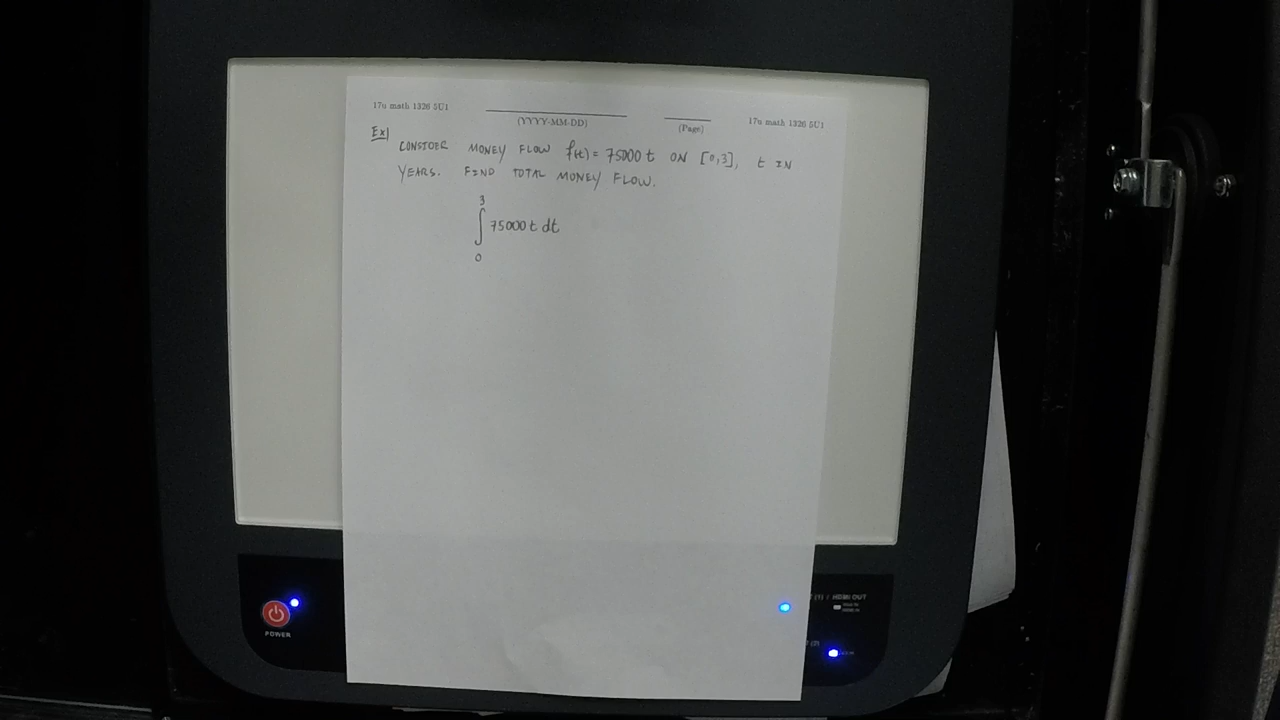 17u math 1326 5U1
(YYYY-MM-DD)
(Page)
17u math 1326 5U1
Ex1 CONSIDER MONEY FLOW f(t) = 75000 t ON [0,3], t IN
YEARS. FIND TOTAL MONEY FLOW.
3
∫ 75000 t dt
0
POWER
HDMI OUT